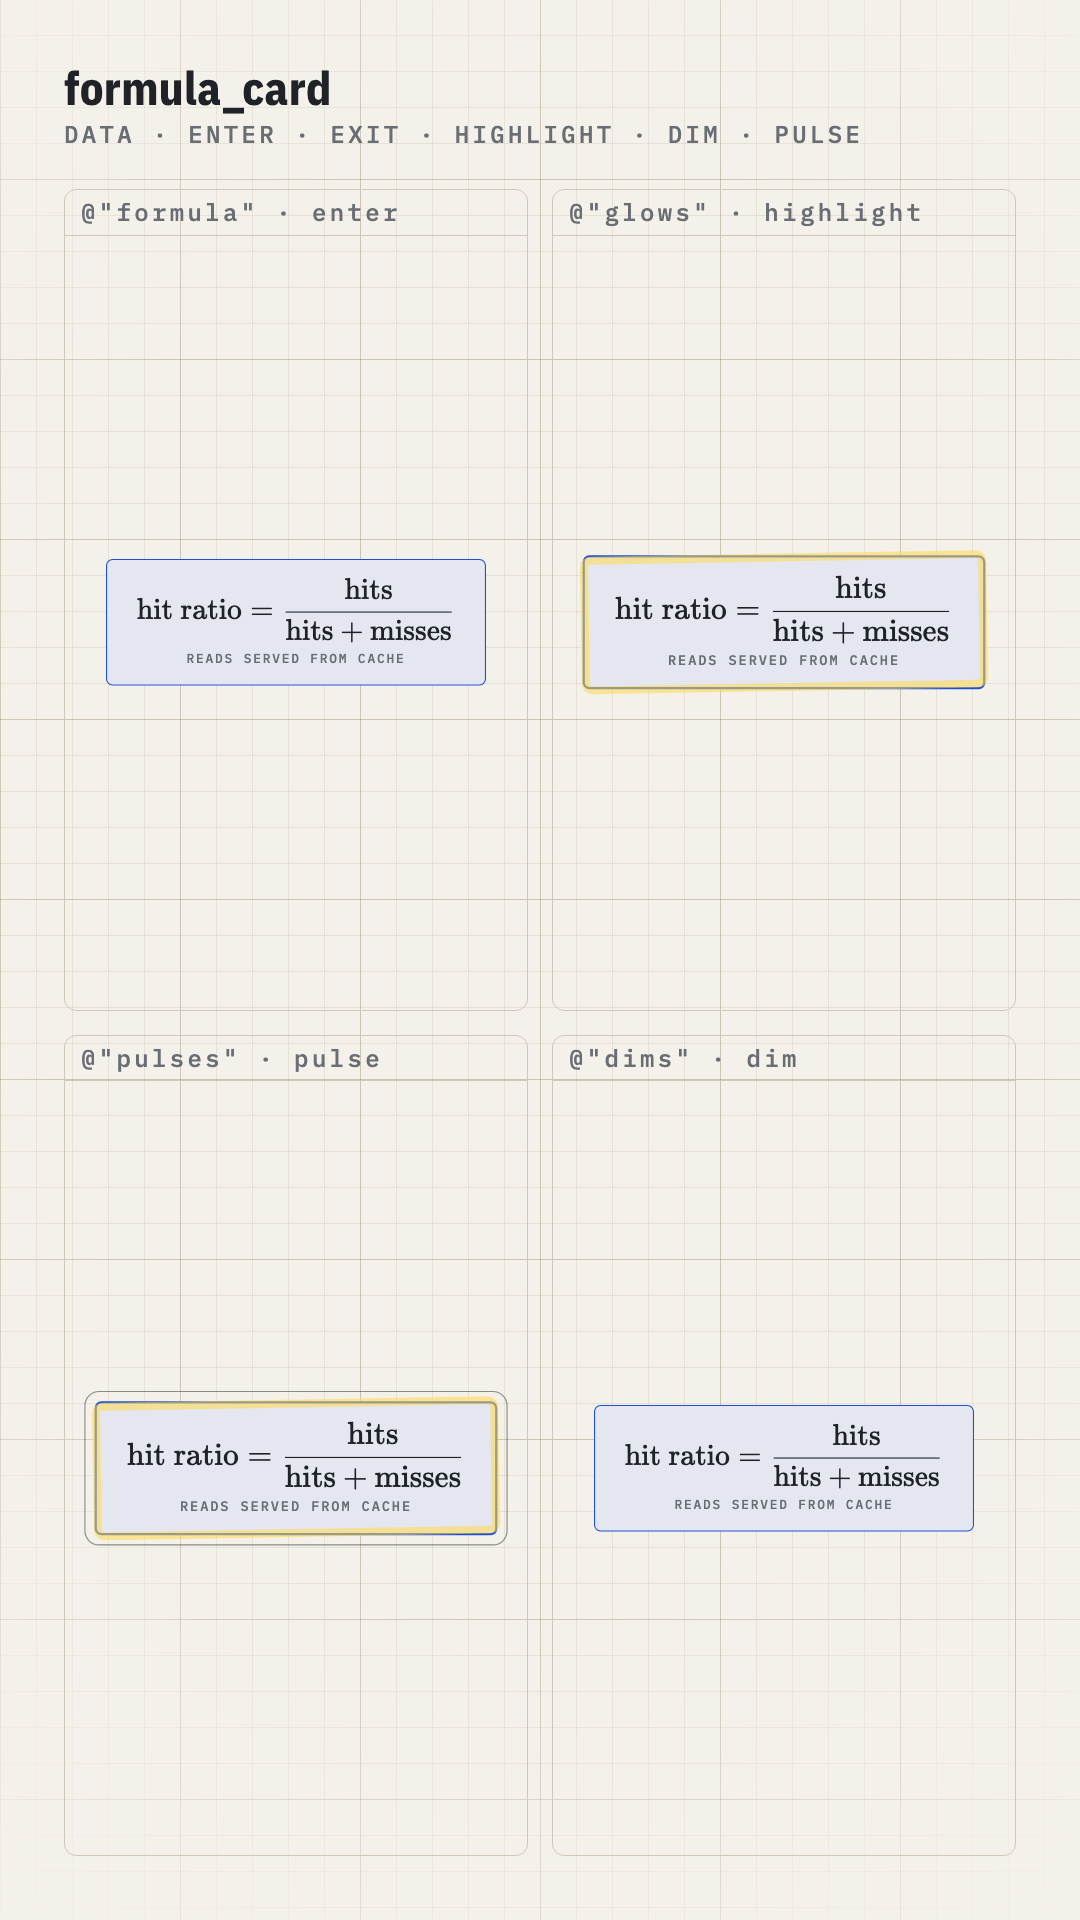 formula_card
DATA · ENTER · EXIT · HIGHLIGHT · DIM · PULSE
@"formula" · enter
hit ratio = hits / hits + misses
READS SERVED FROM CACHE
@"glows" · highlight
hit ratio = hits / hits + misses
READS SERVED FROM CACHE
@"pulses" · pulse
hit ratio = hits / hits + misses
READS SERVED FROM CACHE
@"dims" · dim
hit ratio = hits / hits + misses
READS SERVED FROM CACHE